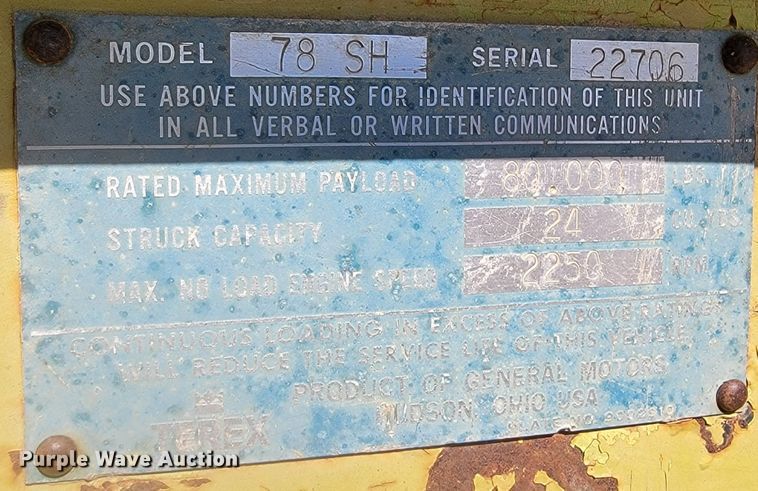 MODEL 78 SH SERIAL 22706
USE ABOVE NUMBERS FOR IDENTIFICATION OF THIS UNIT
IN ALL VERBAL OR WRITTEN COMMUNICATIONS
RATED MAXIMUM PAYLOAD 80,000 LBS.
STRUCK CAPACITY 24 CU. YDS.
MAX. NO LOAD ENGINE SPEED 2250 RPM
CONTINUOUS LOADING IN EXCESS OF ABOVE RATINGS
WILL REDUCE THE SERVICE LIFE OF THIS VEHICLE
PRODUCT OF GENERAL MOTORS
HUDSON, OHIO USA
TEREX PLATE NO.
Purple Wave Auction